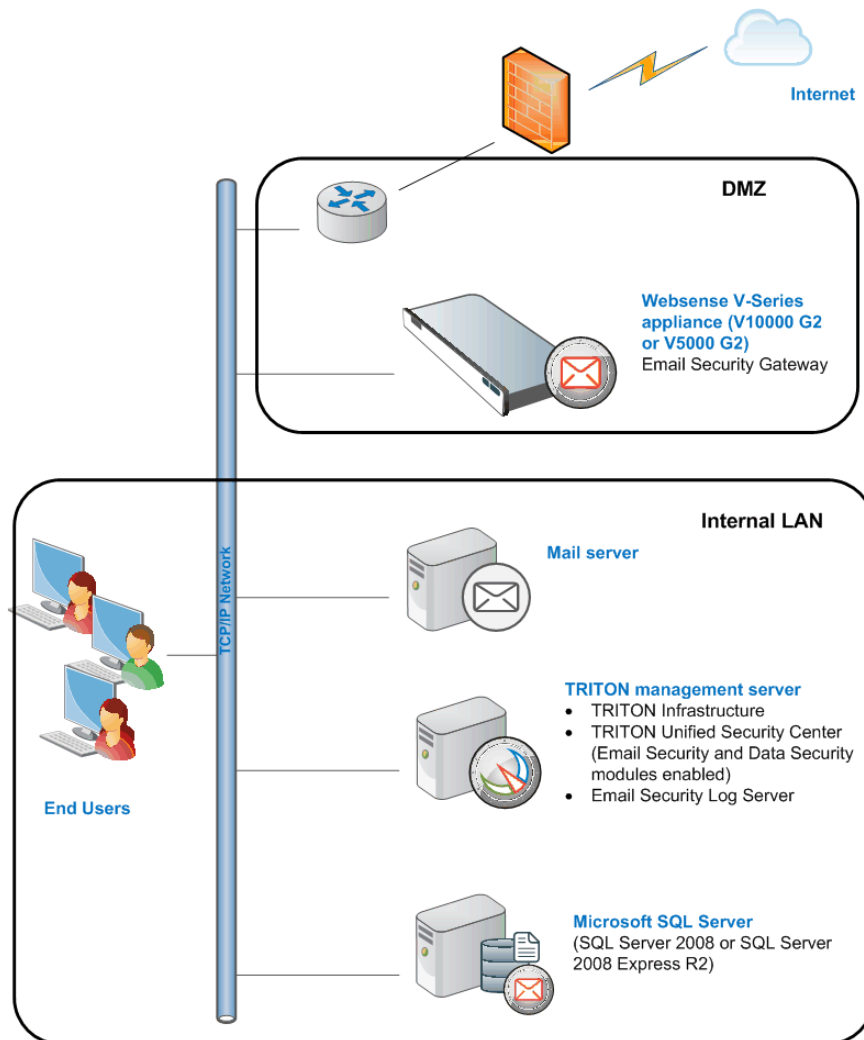 Internet
DMZ
Websense V-Series
appliance (V10000 G2
or V5000 G2)
Email Security Gateway
Internal LAN
TCP/IP Network
Mail server
End Users
TRITON management server
• TRITON Infrastructure
• TRITON Unified Security Center
(Email Security and Data Security
modules enabled)
• Email Security Log Server
Microsoft SQL Server
(SQL Server 2008 or SQL Server
2008 Express R2)